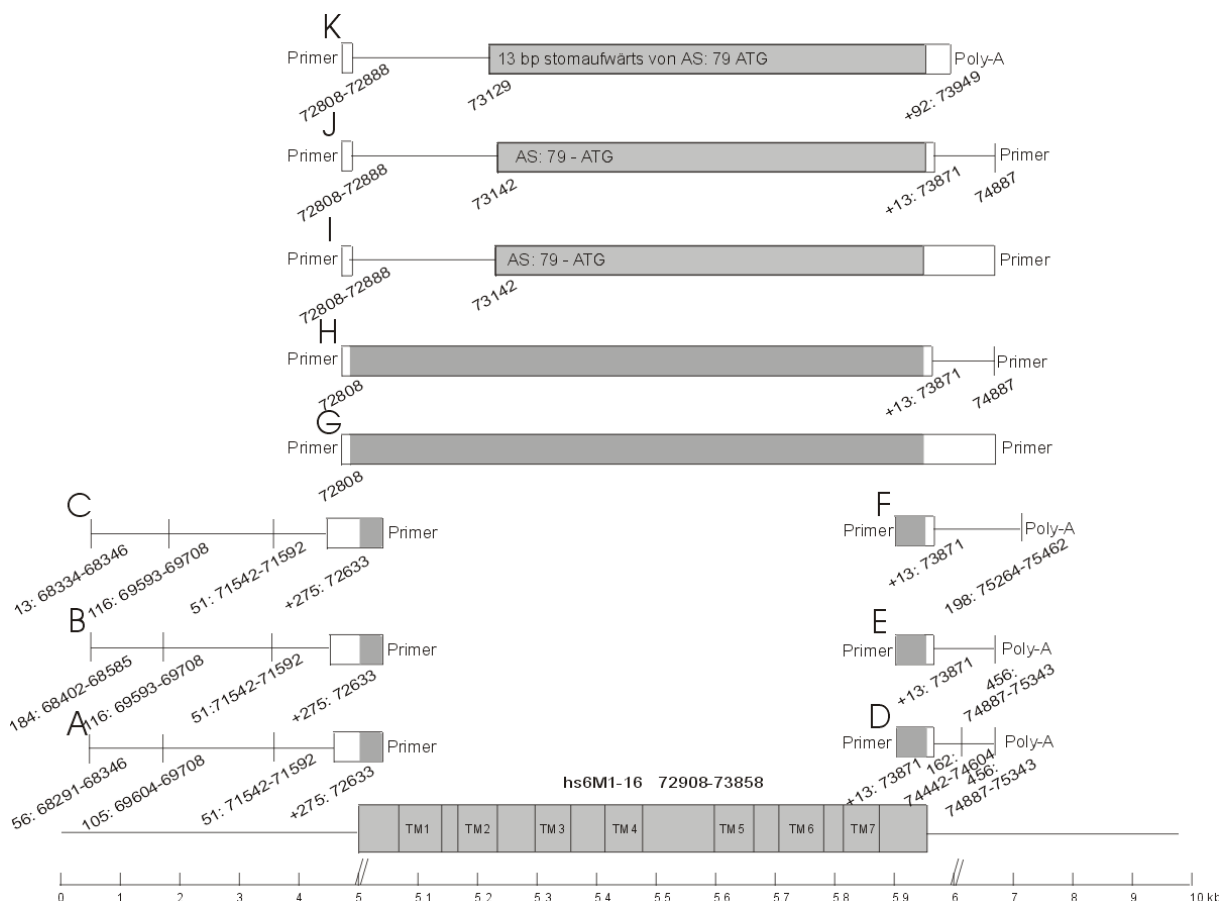 K
Primer
13 bp stomaufwärts von AS: 79 ATG
Poly-A
72808-72888
73129
+92: 73949
J
Primer
AS: 79 - ATG
Primer
72808-72888
73142
+13: 73871
74887
I
Primer
AS: 79 - ATG
Primer
72808-72888
73142
H
Primer
Primer
72808
+13: 73871
74887
G
Primer
Primer
72808
C
Primer
13: 68334-68346
116: 69593-69708
51: 71542-71592
+275: 72633
F
Primer
Poly-A
+13: 73871
198: 75264-75462
B
Primer
184: 68402-68585
116: 69593-69708
51:71542-71592
+275: 72633
E
Primer
Poly-A
+13: 73871
456:
74887-75343
A
Primer
56: 68291-68346
105: 69604-69708
51: 71542-71592
+275: 72633
D
Primer
Poly-A
+13: 73871
162:
74442-74604
456:
74887-75343
hs6M1-16 72908-73858
TM1 TM2 TM3 TM4 TM5 TM6 TM7
0 1 2 3 4 5 5.1 5.2 5.3 5.4 5.5 5.6 5.7 5.8 5.9 6 7 8 9 10 kb